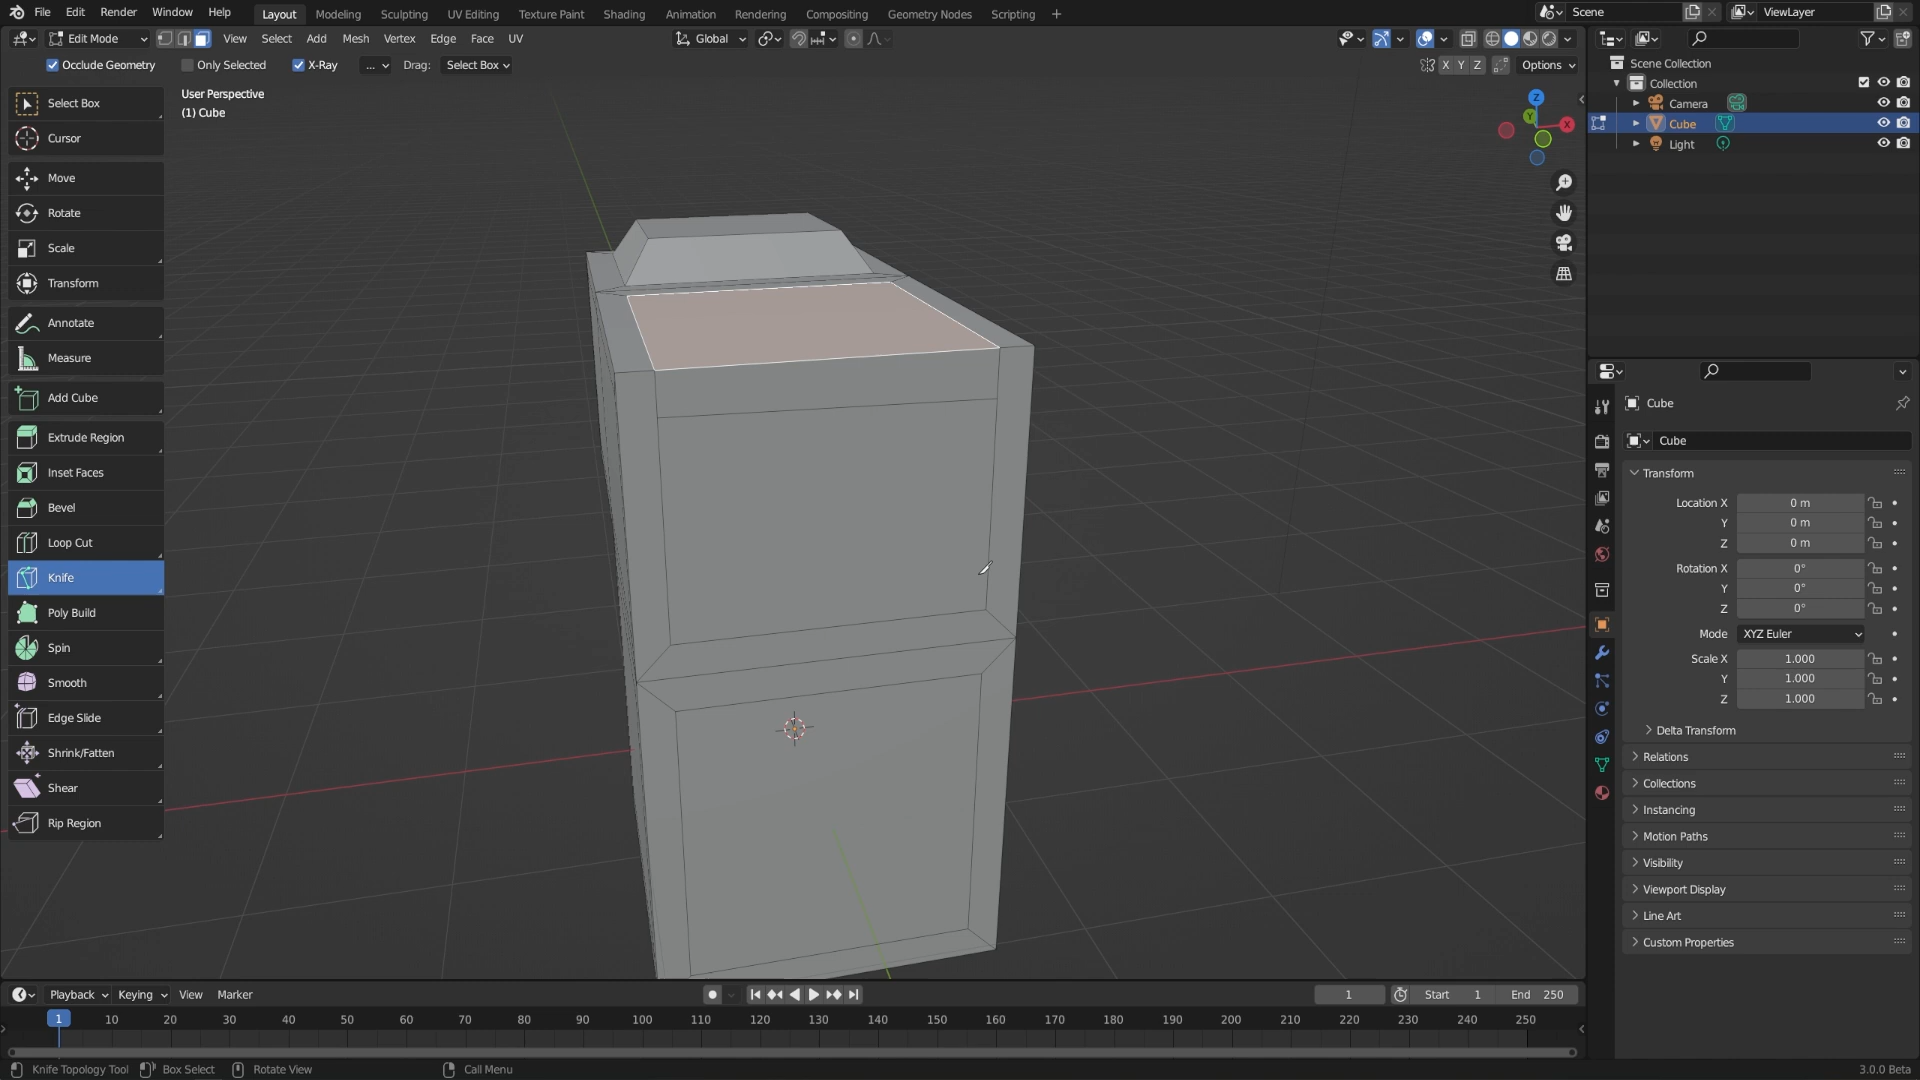 File Edit Render Window Help Layout Modeling Sculpting UV Editing Texture Paint Shading Animation Rendering Compositing Geometry Nodes Scripting + Scene ViewLayer
Edit Mode View Select Add Mesh Vertex Edge Face UV Global
Occlude Geometry Only Selected X-Ray ... Drag: Select Box X Y Z Options
User Perspective
(1) Cube
Select Box
Cursor
Move
Rotate
Scale
Transform
Annotate
Measure
Add Cube
Extrude Region
Inset Faces
Bevel
Loop Cut
Knife
Poly Build
Spin
Smooth
Edge Slide
Shrink/Fatten
Shear
Rip Region
Z
Y
X
Scene Collection
Collection
Camera
Cube
Light
Cube
Cube
Transform
Location X 0 m
Y 0 m
Z 0 m
Rotation X 0°
Y 0°
Z 0°
Mode XYZ Euler
Scale X 1.000
Y 1.000
Z 1.000
Delta Transform
Relations
Collections
Instancing
Motion Paths
Visibility
Viewport Display
Line Art
Custom Properties
Playback Keying View Marker 1 Start 1 End 250
1 10 20 30 40 50 60 70 80 90 100 110 120 130 140 150 160 170 180 190 200 210 220 230 240 250
Knife Topology Tool Box Select Rotate View Call Menu 3.0.0 Beta